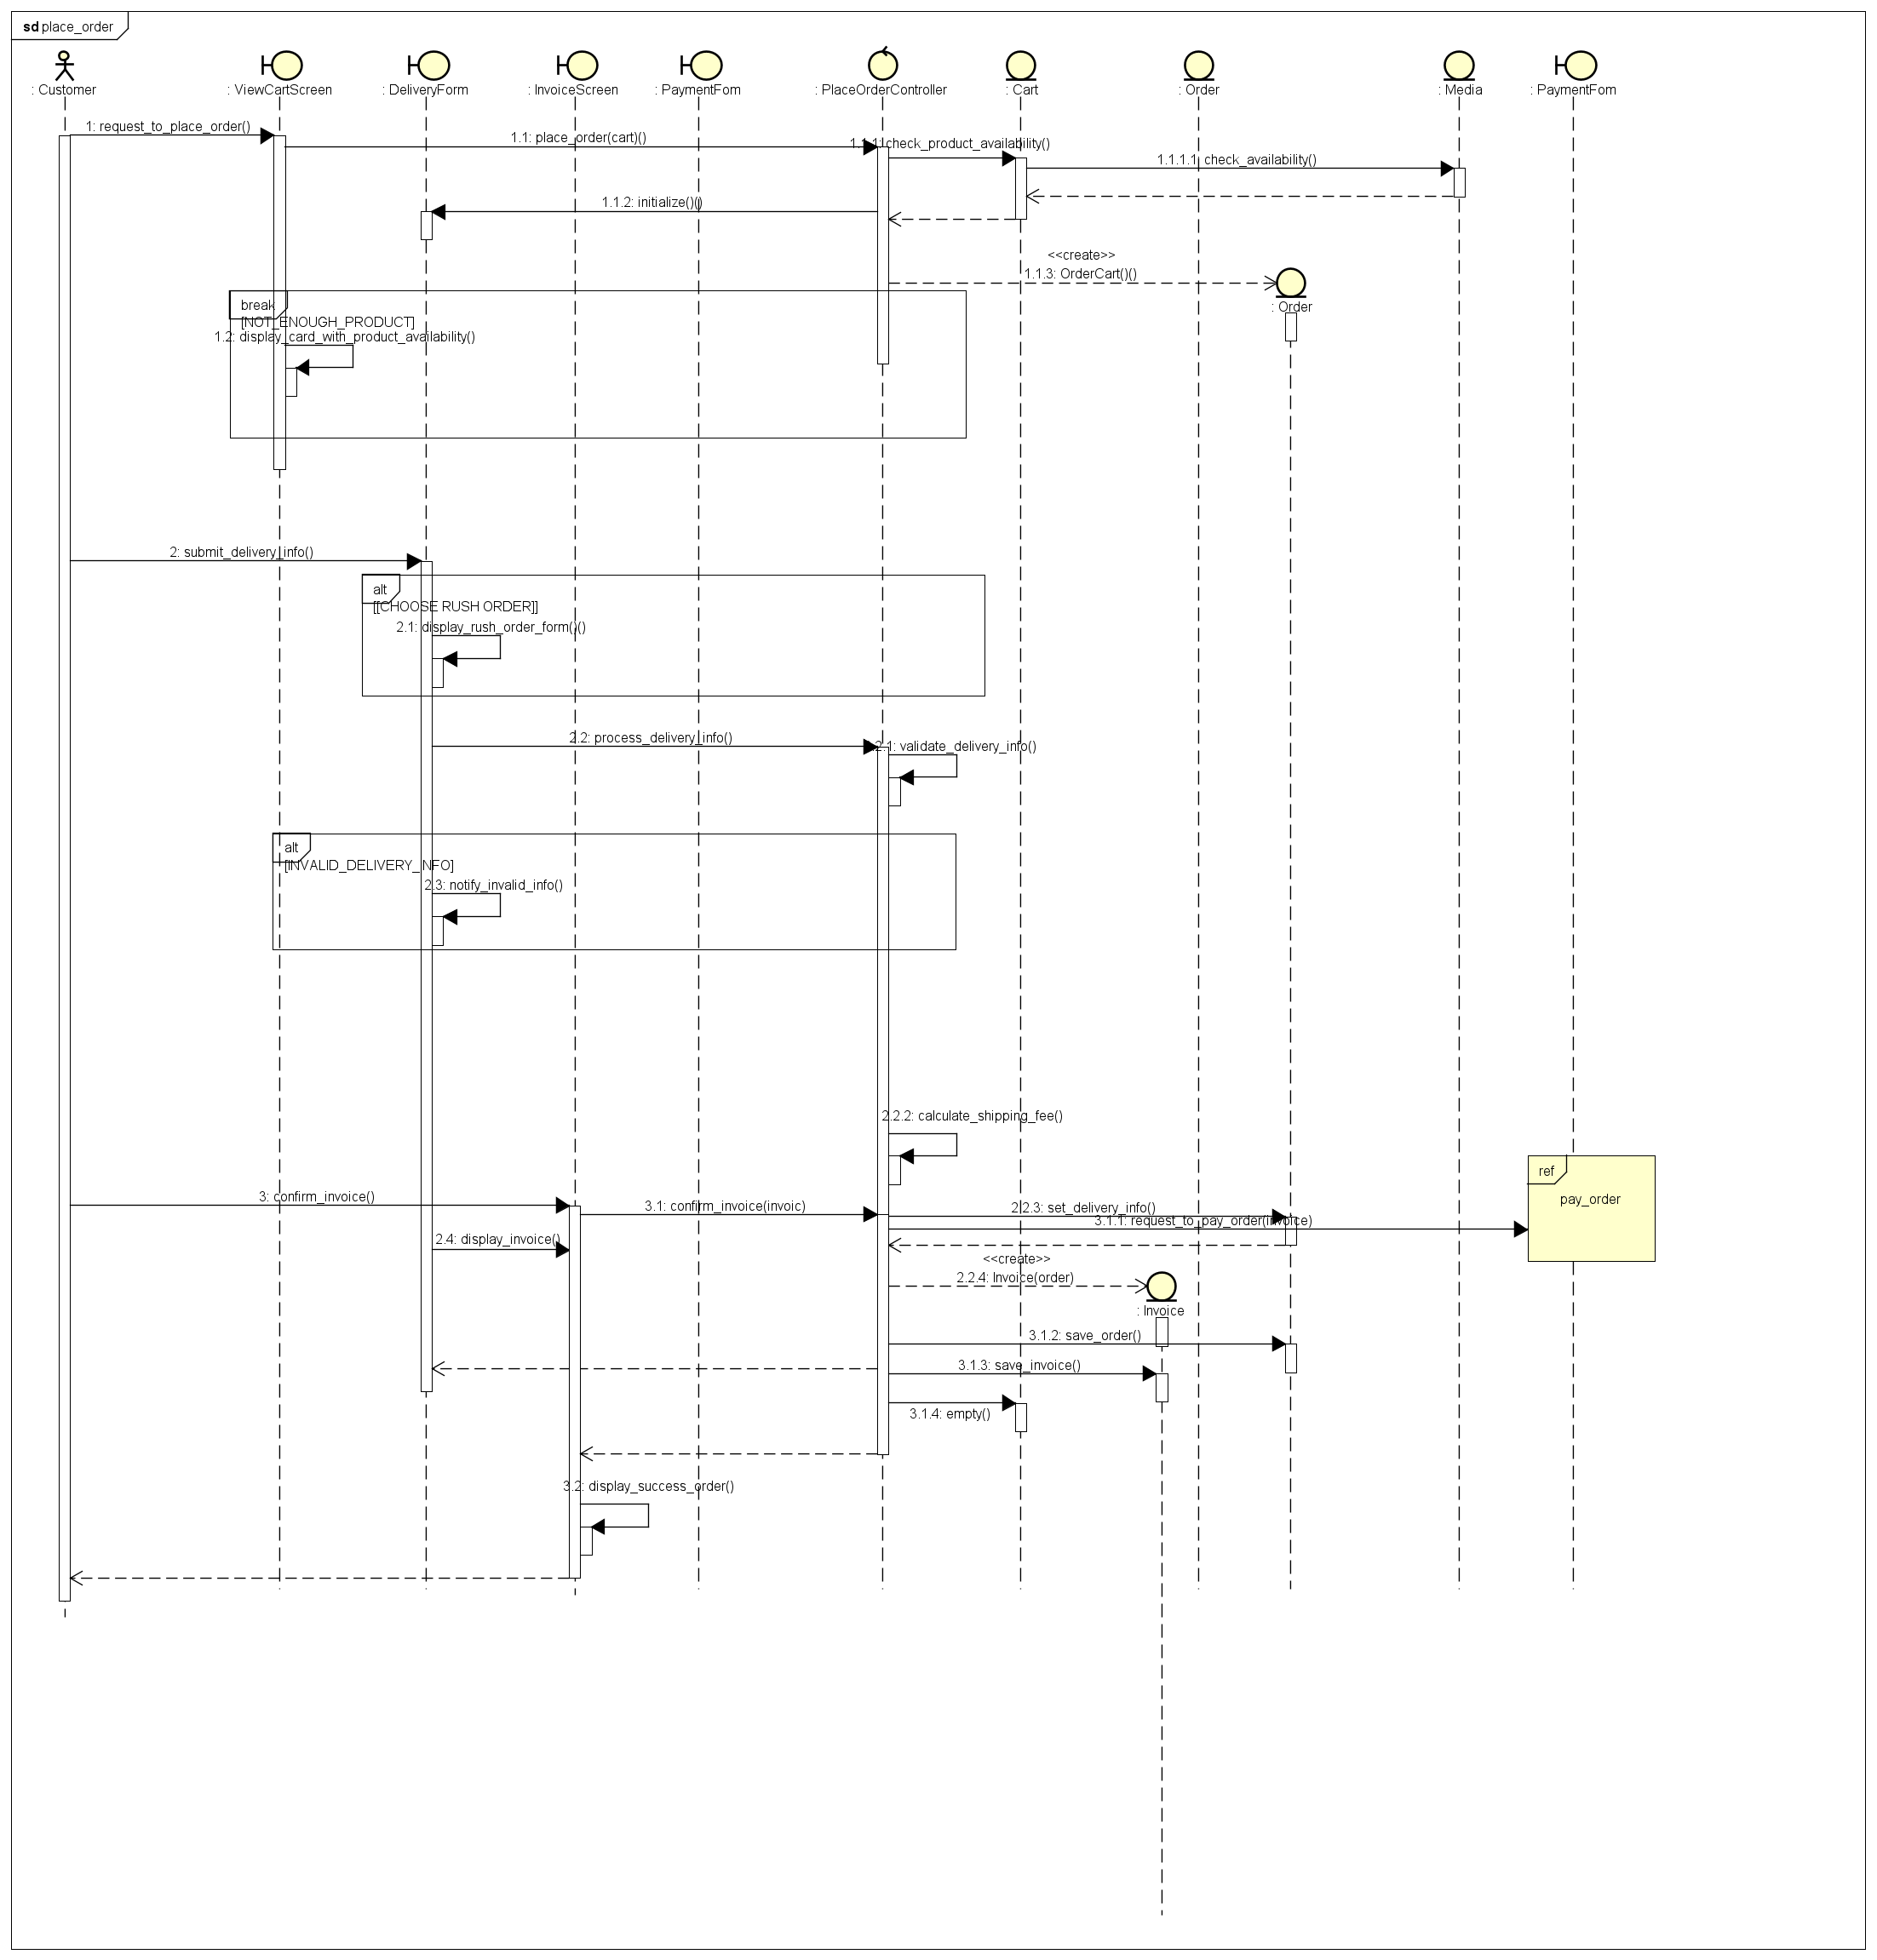 sd place_order
: Customer
: ViewCartScreen
: DeliveryForm
: InvoiceScreen
: PaymentFom
: PlaceOrderController
: Cart
: Order
: Media
: PaymentFom
1: request_to_place_order()
1.1: place_order(cart)()
1.1.1: check_product_availability()
1.1.1.1: check_availability()
1.1.2: initialize()()
<<create>>
1.1.3: OrderCart()()
: Order
break
[NOT_ENOUGH_PRODUCT]
1.2: display_card_with_product_availability()
2: submit_delivery_info()
alt
[[CHOOSE RUSH ORDER]]
2.1: display_rush_order_form()()
2.2: process_delivery_info()
2.1: validate_delivery_info()
alt
[INVALID_DELIVERY_INFO]
2.3: notify_invalid_info()
2.2.2: calculate_shipping_fee()
ref
pay_order
3: confirm_invoice()
3.1: confirm_invoice(invoic)
2.2.3: set_delivery_info()
3.1.1: request_to_pay_order(invoice)
2.4: display_invoice()
<<create>>
2.2.4: Invoice(order)
: Invoice
3.1.2: save_order()
3.1.3: save_invoice()
3.1.4: empty()
3.2: display_success_order()